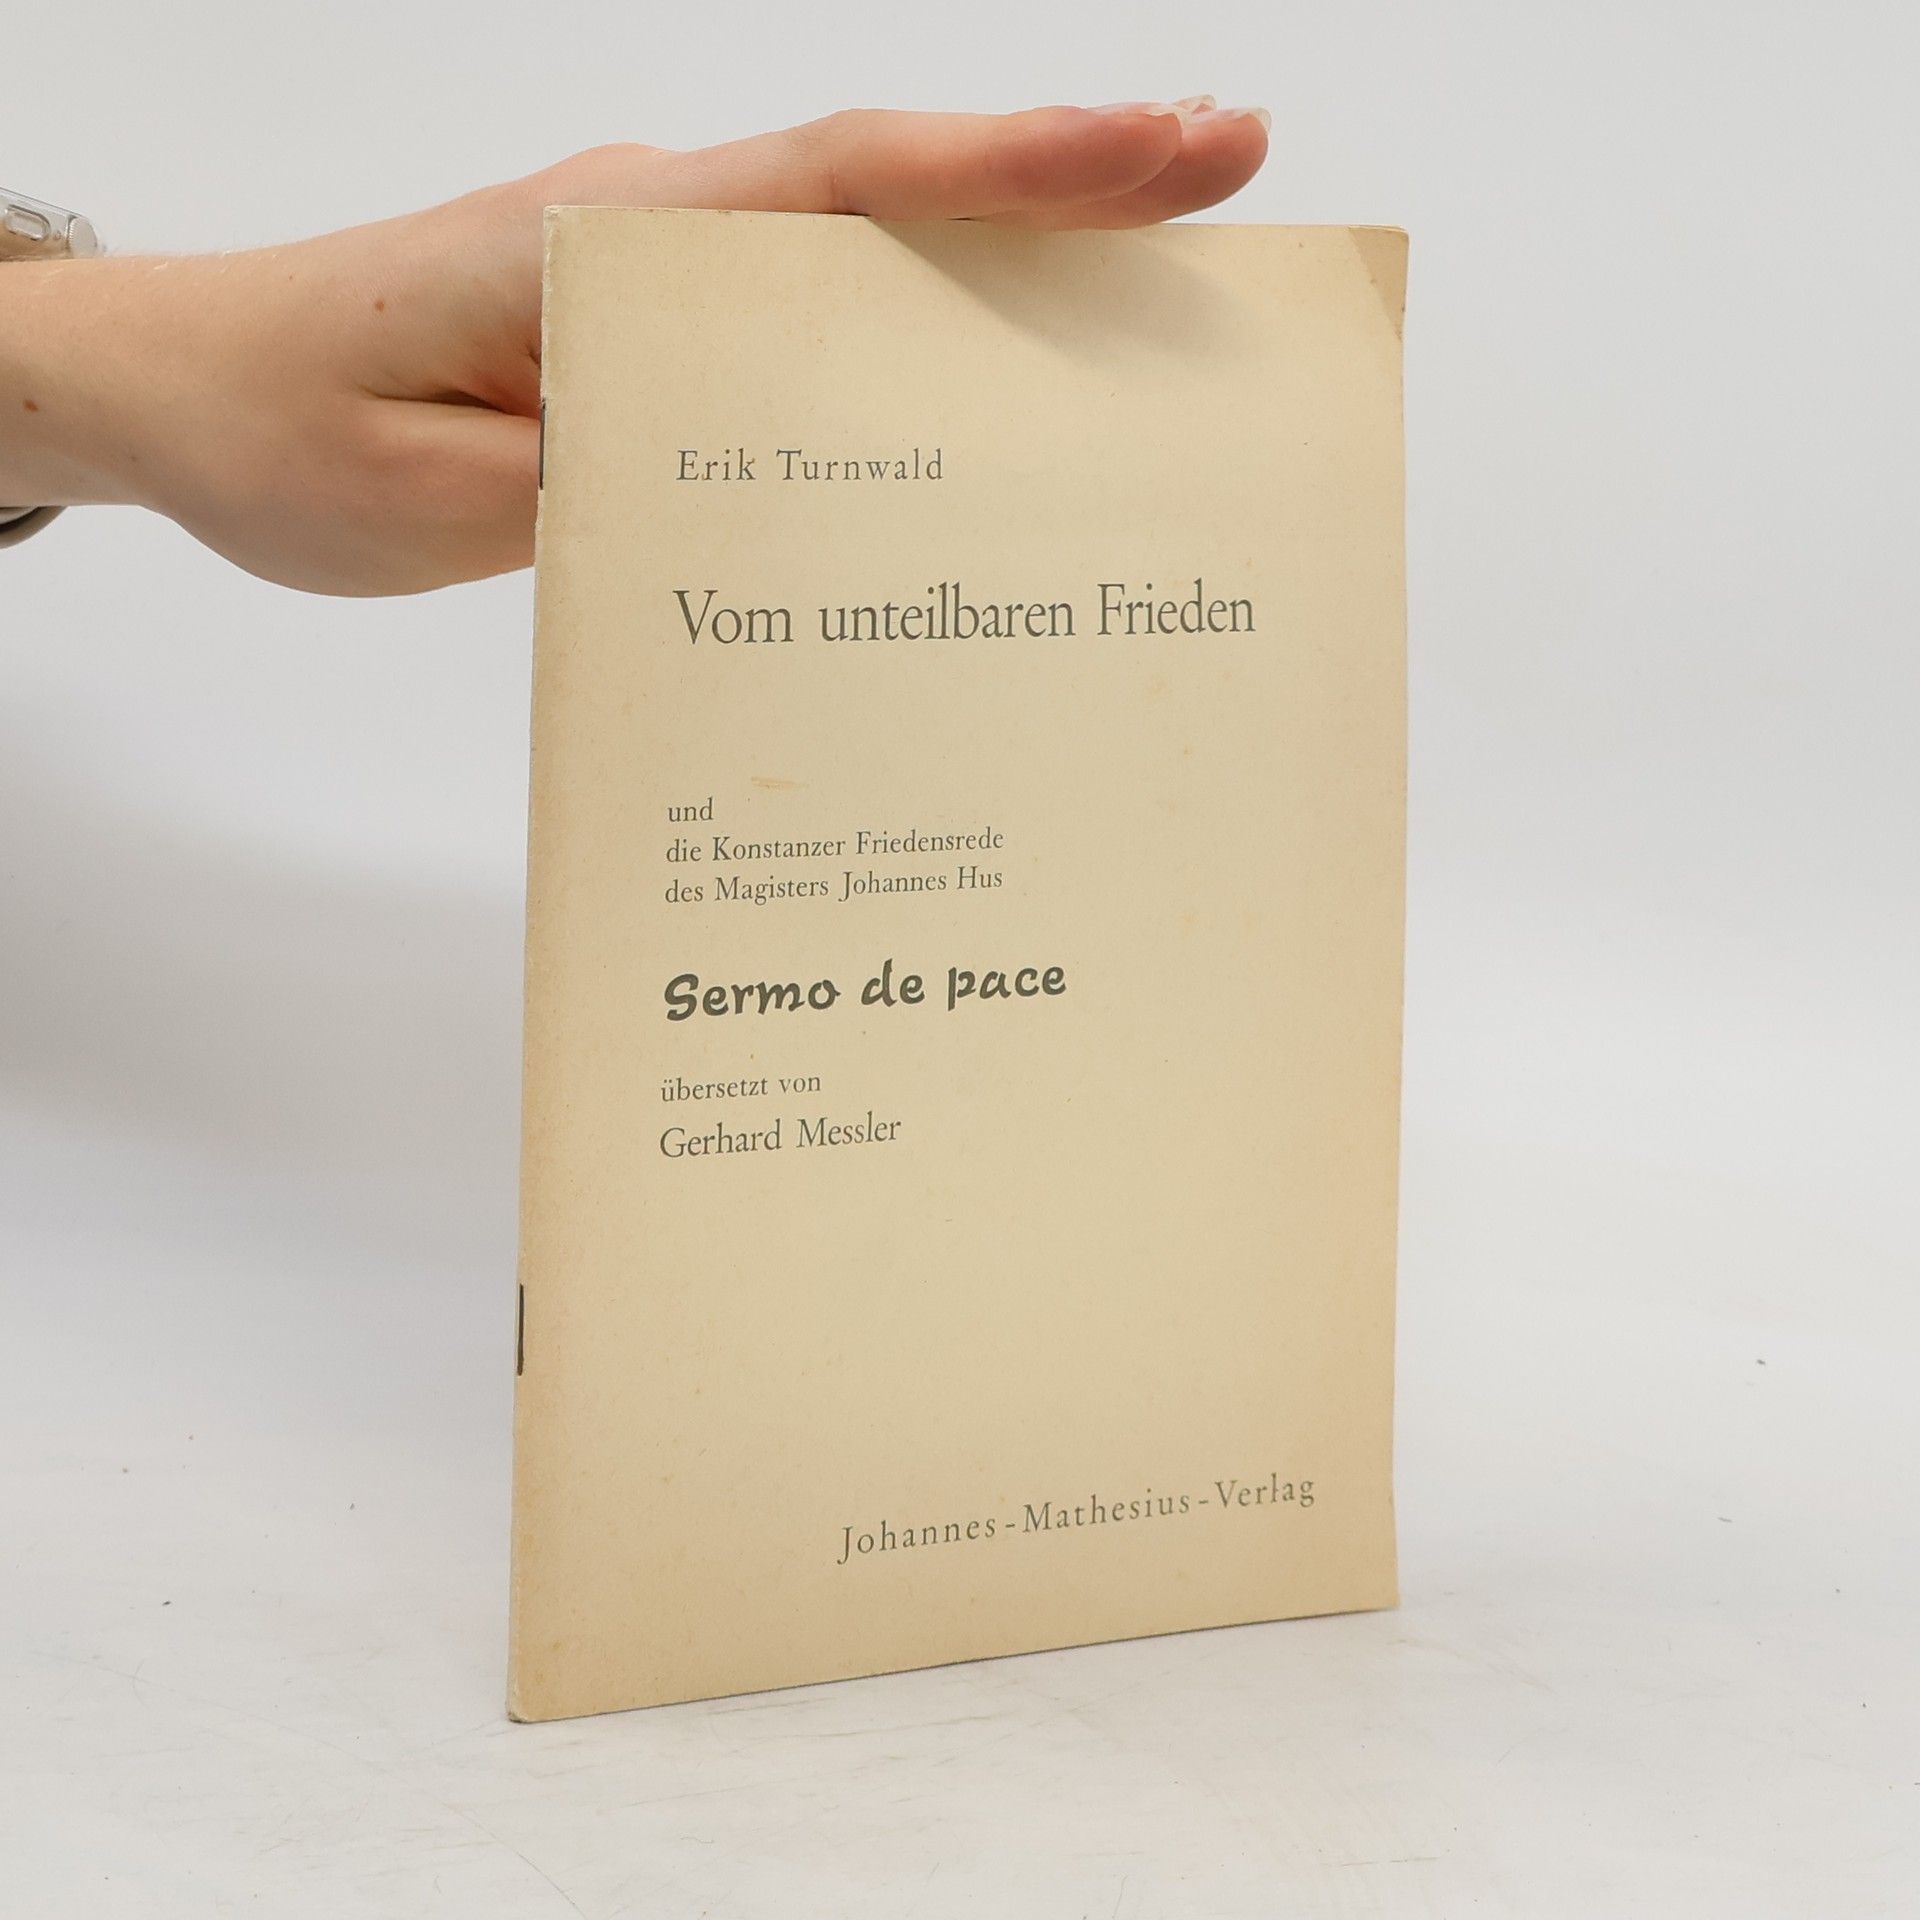 Erik Turnwald
Vom unteilbaren Frieden
und
die Konstanzer Friedensrede
des Magisters Johannes Hus
Sermo de pace
übersetzt von
Gerhard Messler
Johannes-Mathesius-Verlag